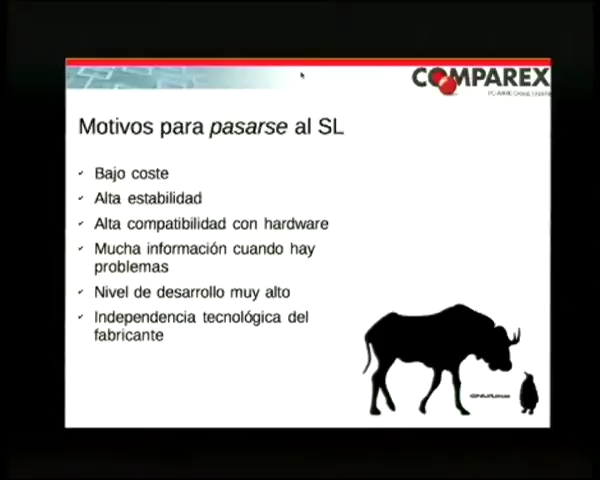 COMPAREX
Motivos para pasarse al SL
Bajo coste
Alta estabilidad
Alta compatibilidad con hardware
Mucha información cuando hay
problemas
Nivel de desarrollo muy alto
Independencia tecnológica del
fabricante